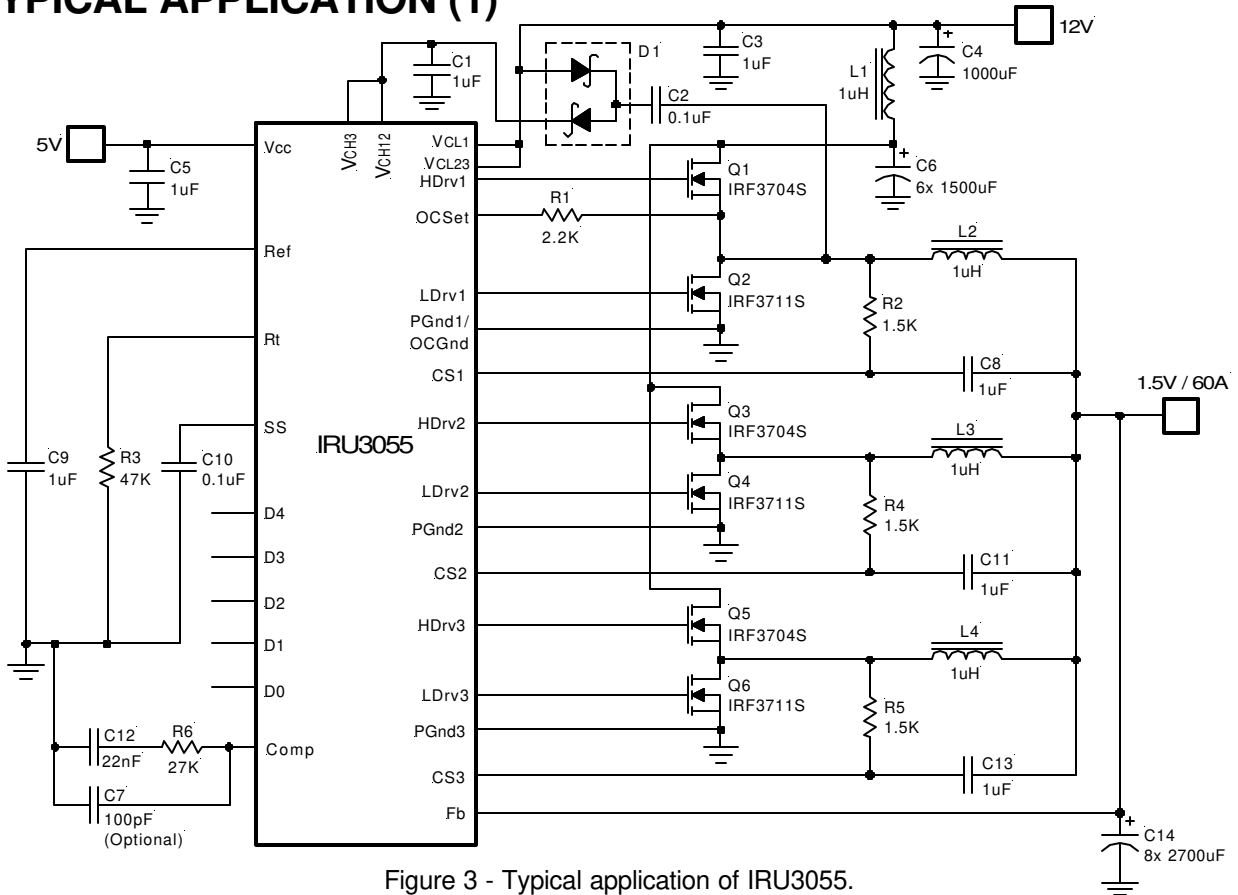 YPICAL APPLICATION (1)
12V
C3
1uF
C4
1000uF
L1
1uH
D1
C1
1uF
C2
0.1uF
5V
C5
1uF
C6
6x 1500uF
Vcc
VCH3
VCH12
VCL1
VCL23
HDrv1
OCSet
R1
2.2K
Q1
IRF3704S
Ref
LDrv1
PGnd1/
OCGnd
Q2
IRF3711S
L2
1uH
R2
1.5K
Rt
CS1
C8
1uF
1.5V / 60A
SS
IRU3055
HDrv2
Q3
IRF3704S
L3
1uH
C9
1uF
R3
47K
C10
0.1uF
LDrv2
PGnd2
Q4
IRF3711S
R4
1.5K
D4
D3
D2
D1
D0
CS2
C11
1uF
HDrv3
Q5
IRF3704S
L4
1uH
LDrv3
PGnd3
Q6
IRF3711S
R5
1.5K
C12
22nF
R6
27K
Comp
CS3
C13
1uF
C7
100pF
(Optional)
Fb
C14
8x 2700uF
Figure 3 - Typical application of IRU3055.